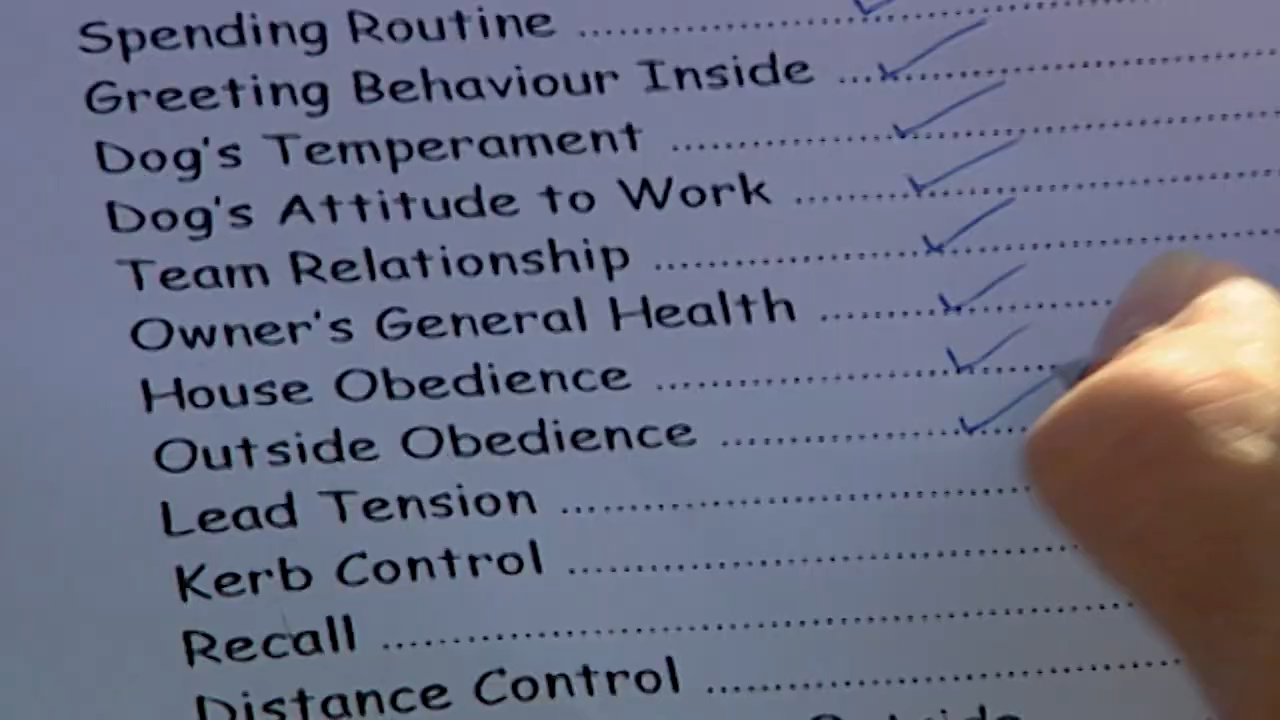 Spending Routine ..............................
Greeting Behaviour Inside ..............................
Dog's Temperament ..............................
Dog's Attitude to Work ..............................
Team Relationship ..............................
Owner's General Health ..............................
House Obedience ..............................
Outside Obedience ..............................
Lead Tension ..............................
Kerb Control ..............................
Recall ..............................
Distance Control ..............................